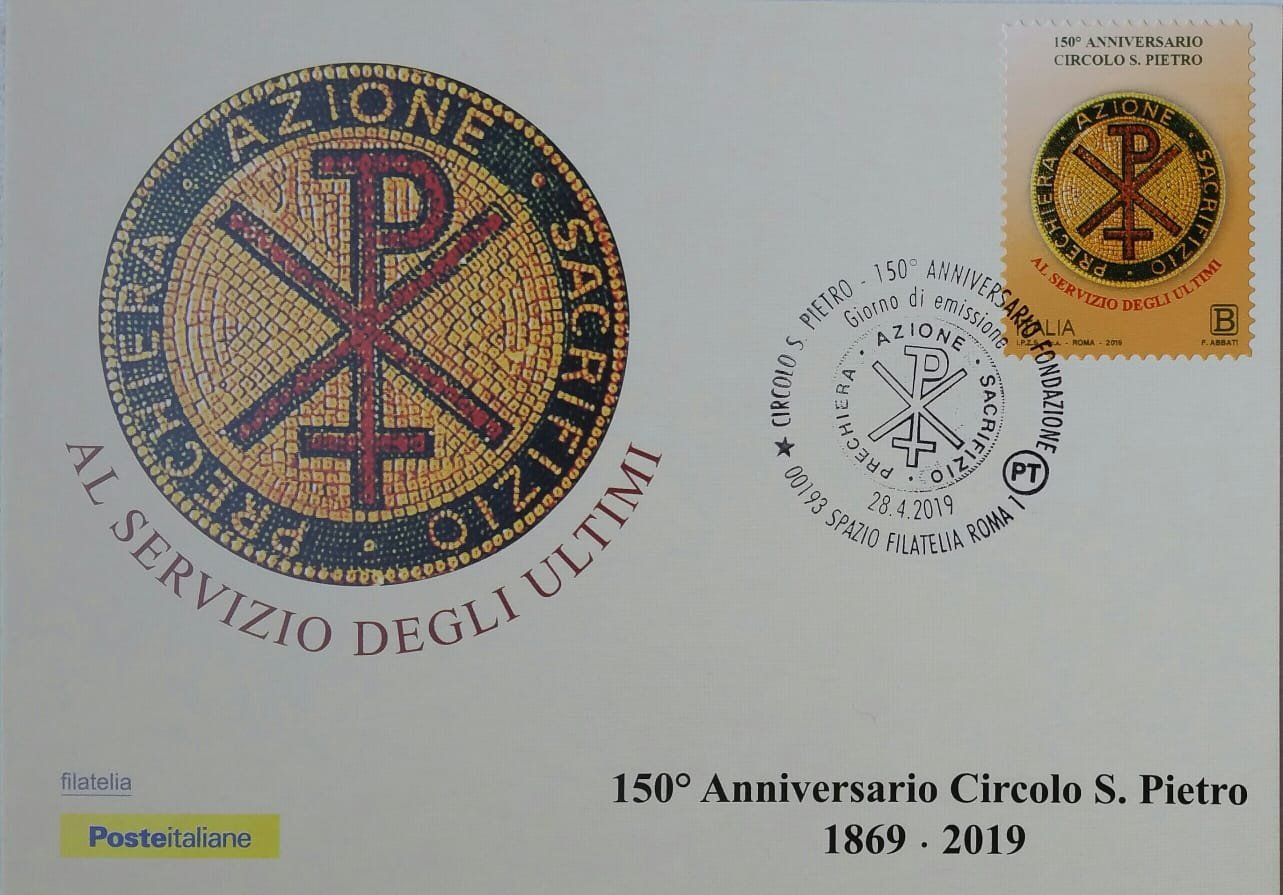 AZIONE · SACRIFIZIO · PREGHIERA ·
AL SERVIZIO DEGLI ULTIMI
150° ANNIVERSARIO
CIRCOLO S. PIETRO
AZIONE · SACRIFIZIO · PREGHIERA ·
AL SERVIZIO DEGLI ULTIMI
ITALIA
B
- ROMA - 2019
F. ABBATI
★ CIRCOLO S. PIETRO - 150° ANNIVERSARIO FONDAZIONE
Giorno di emissione
AZIONE · SACRIFIZIO · PREGHIERA ·
28.4.2019
00193 SPAZIO FILATELIA ROMA 1
PT
filatelia
Posteitaliane
150° Anniversario Circolo S. Pietro
1869 · 2019